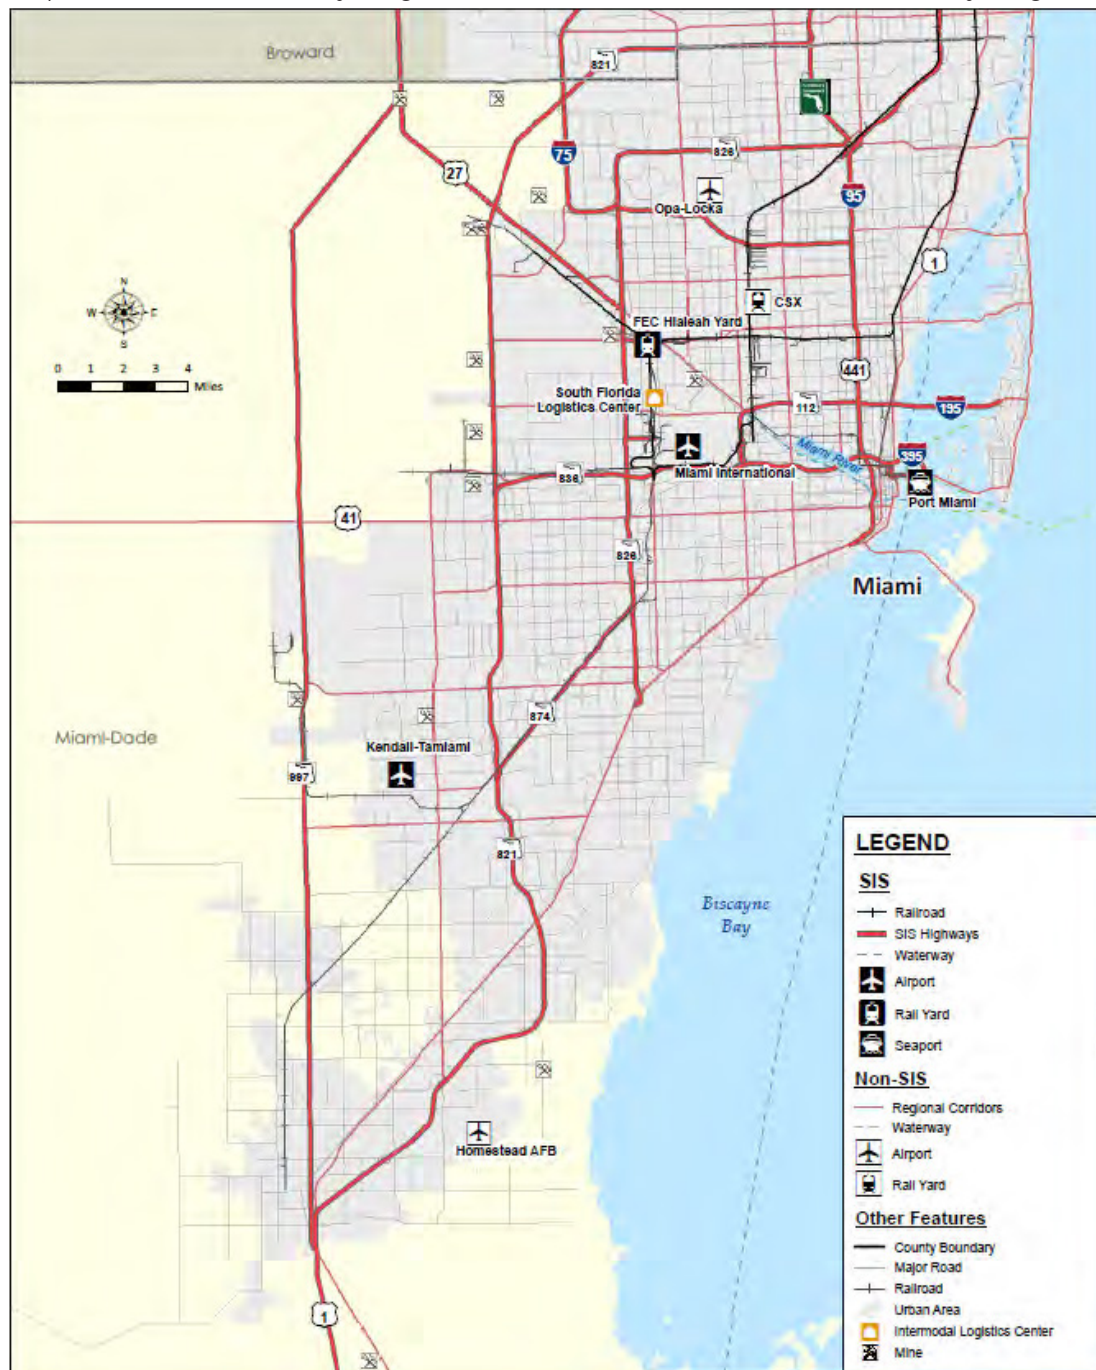 Broward
821
75
826
27
95
Opa-Locka
1
N
W
E
S
CSX
FEC Hialeah Yard
0 1 2 3 4
Miles
441
South Florida
Logistics Center
112
195
Miami River
395
Miami International
836
Port Miami
41
826
Miami
874
Miami-Dade
Kendall-Tamiami
997
821
Biscayne
Bay
Homestead AFB
1
LEGEND
SIS
Railroad
SIS Highways
Waterway
Airport
Rail Yard
Seaport
Non-SIS
Regional Corridors
Waterway
Airport
Rail Yard
Other Features
County Boundary
Major Road
Railroad
Urban Area
Intermodal Logistics Center
Mine